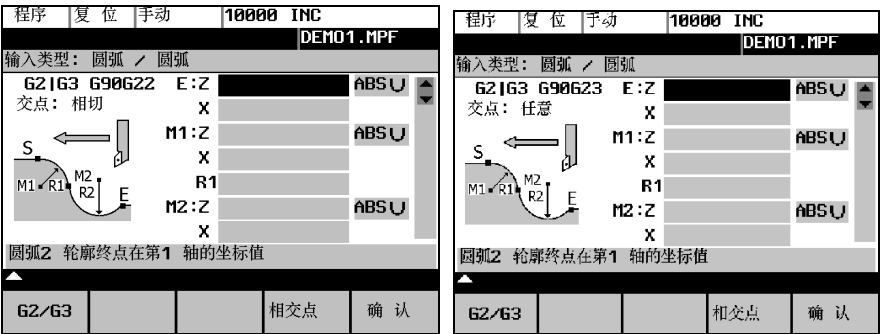 程序 复 位 手动 10000 INC
DEMO1.MPF
输入类型: 圆弧 / 圆弧
G2|G3 G90G22 E:Z ABS
交点: 相切 X
M1:Z ABS
S X
M1 R1 M2 R2 E R1
M2:Z ABS
X
圆弧2 轮廓终点在第1 轴的坐标值
G2/G3 相交点 确 认
程序 复 位 手动 10000 INC
DEMO1.MPF
输入类型: 圆弧 / 圆弧
G2|G3 G90G23 E:Z ABS
交点: 任意 X
M1:Z ABS
S X
M1 R1 M2 R2 E R1
M2:Z ABS
X
圆弧2 轮廓终点在第1 轴的坐标值
G2/G3 相交点 确 认